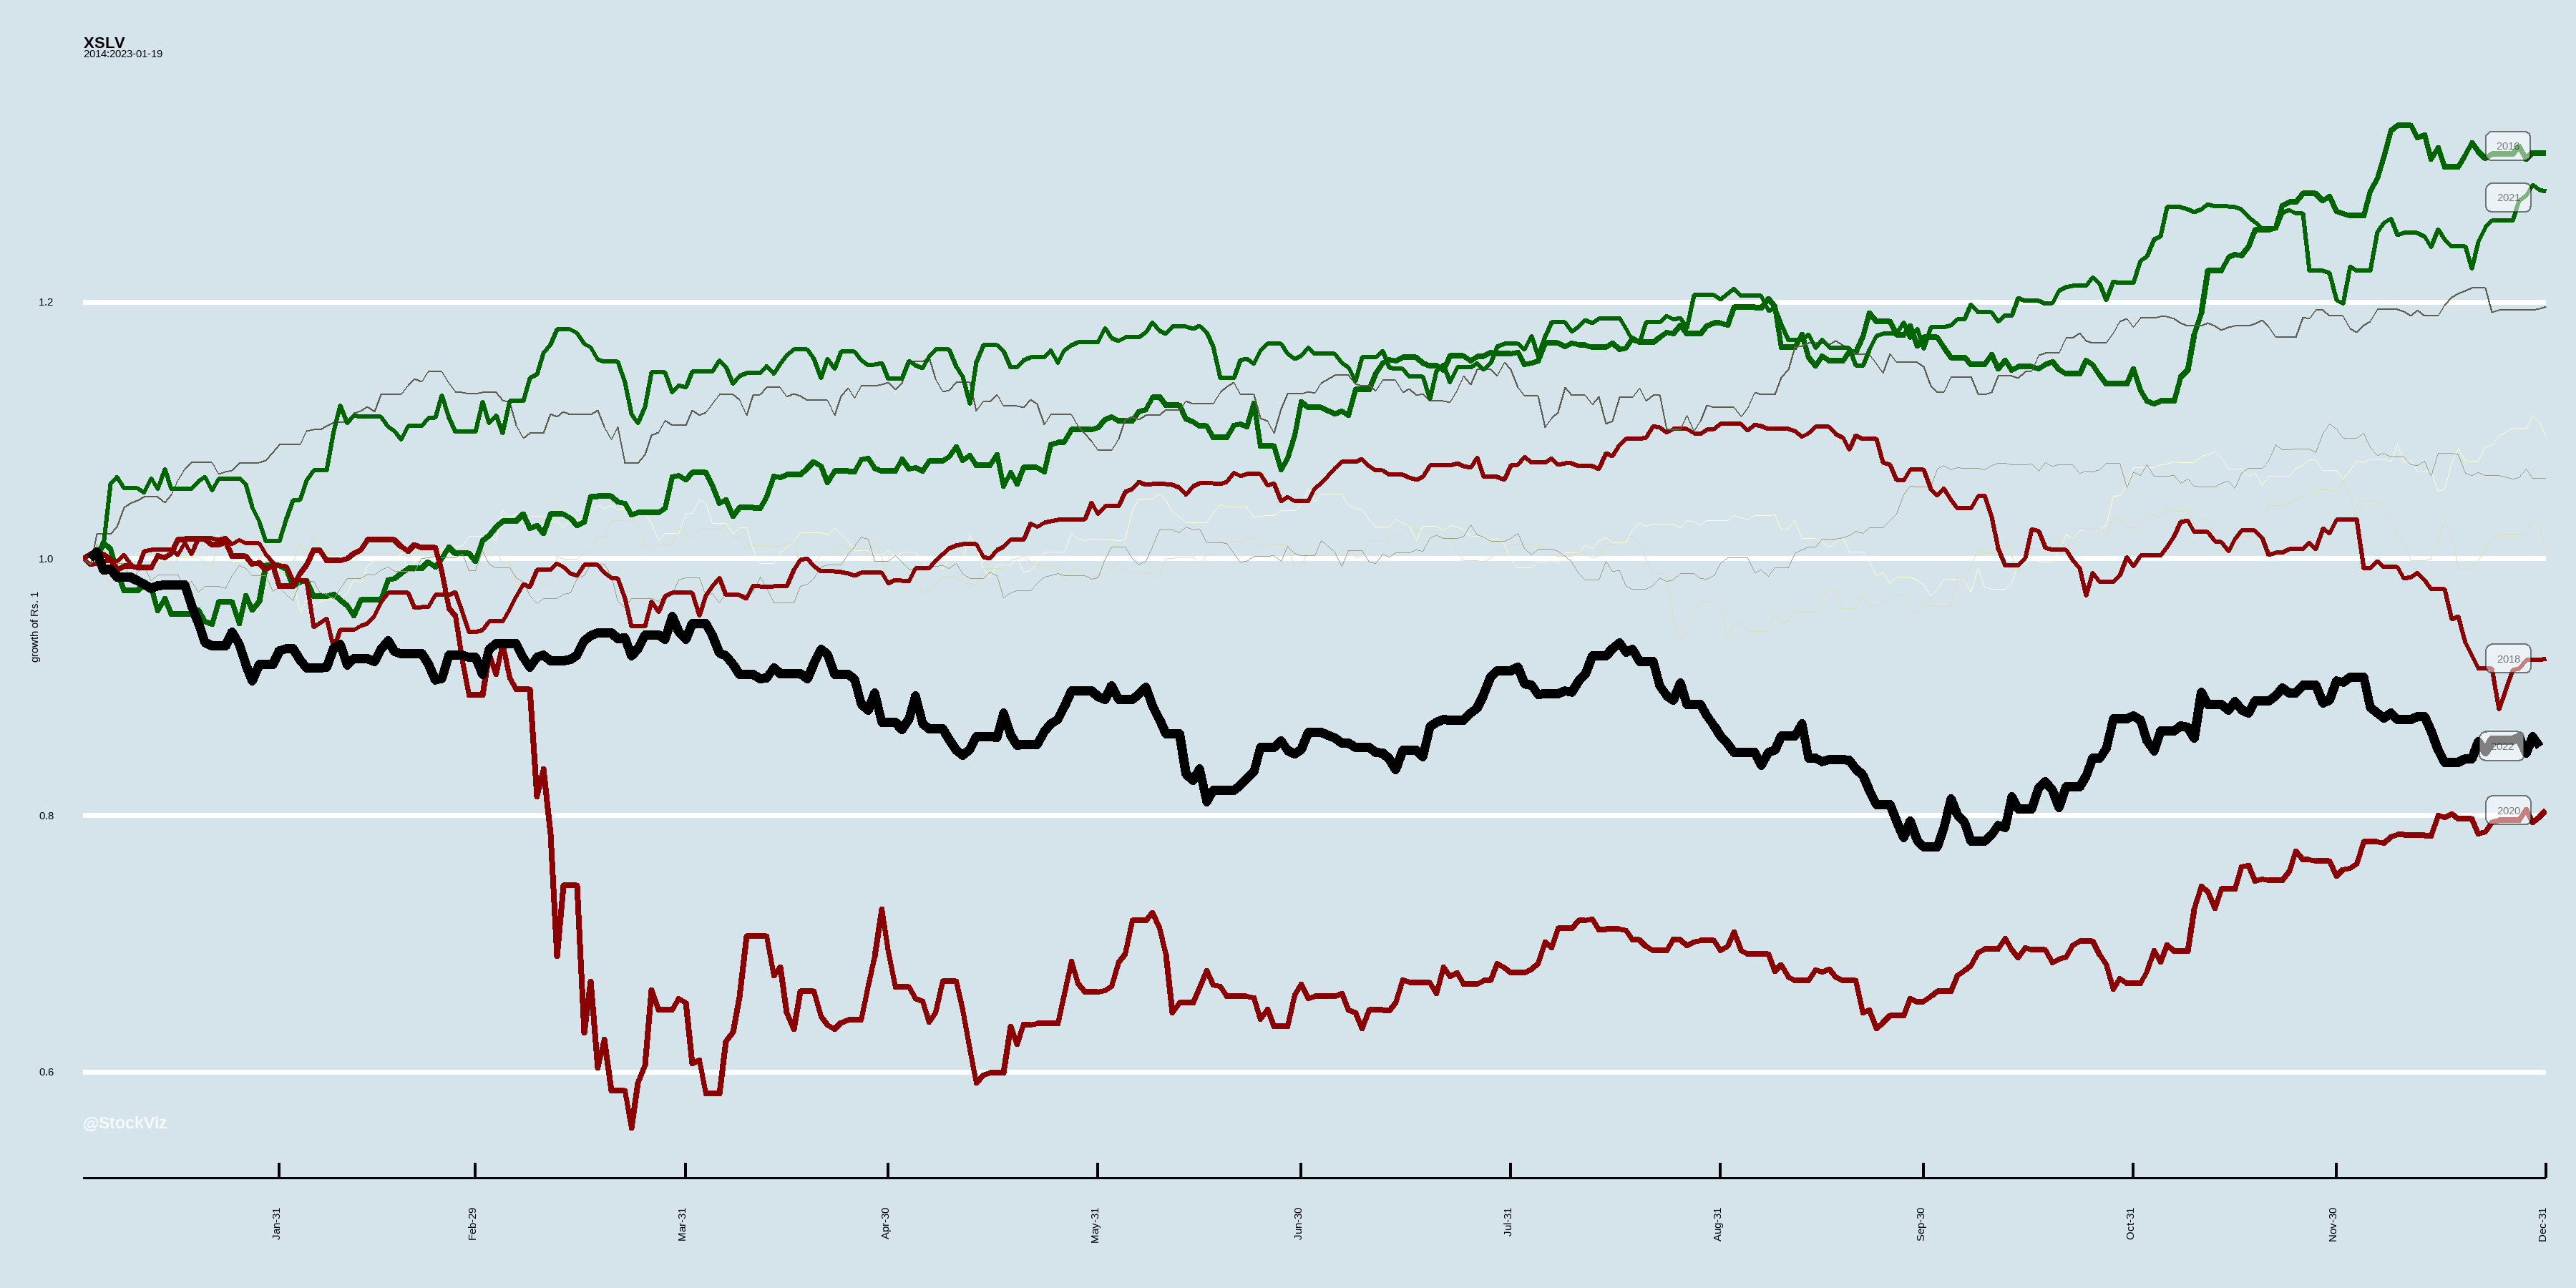 XSLV
2014:2023-01-19
2016
2021
1.2
1.0
growth of Rs. 1
2018
2022
0.8
2020
0.6
@StockViz
Jan-31
Feb-29
Mar-31
Apr-30
May-31
Jun-30
Jul-31
Aug-31
Sep-30
Oct-31
Nov-30
Dec-31